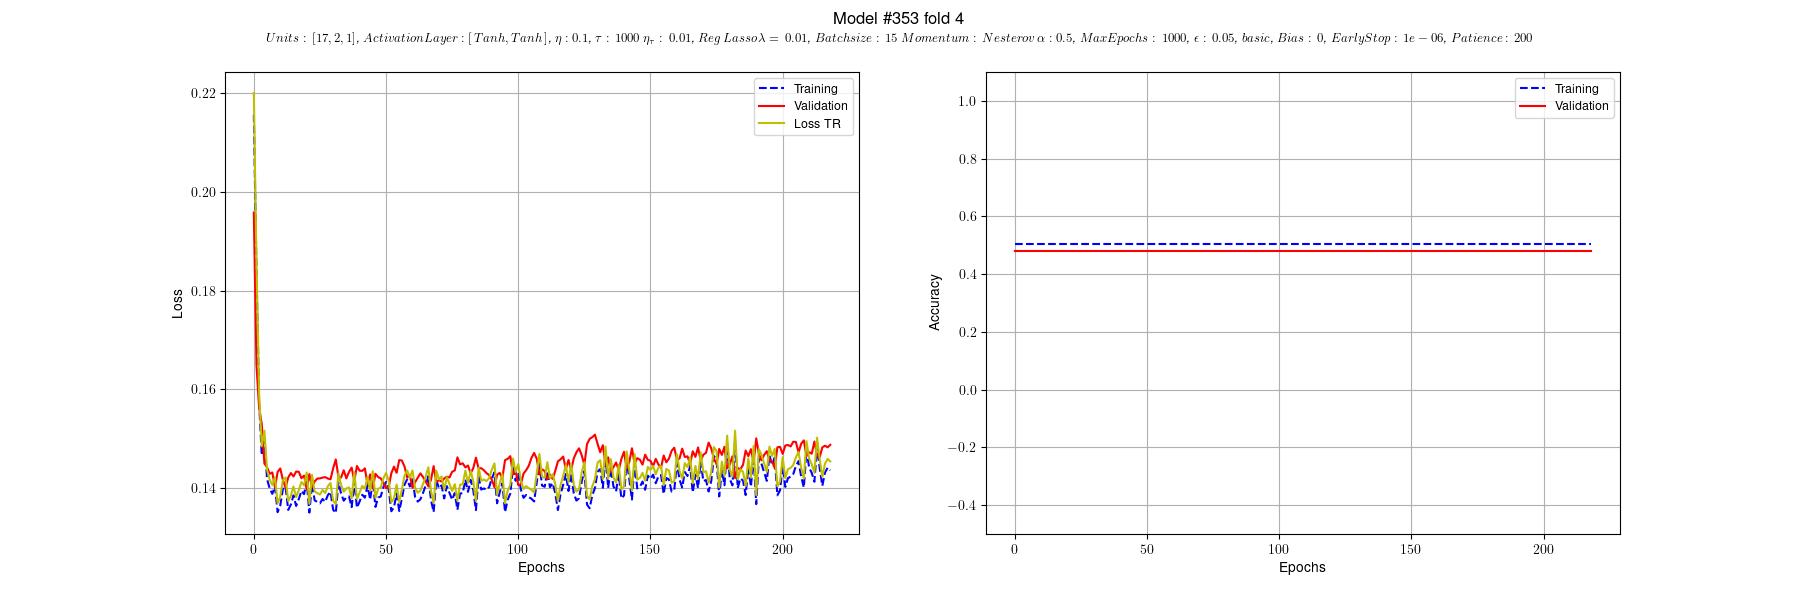 Model #353 fold 4
Units : [17, 2, 1], ActivationLayer : [Tanh, Tanh], η : 0.1, τ : 1000 ητ : 0.01, Reg Lassoλ = 0.01, Batchsize : 15 Momentum : Nesterov α : 0.5, MaxEpochs : 1000, ϵ : 0.05, basic, Bias : 0, EarlyStop : 1e − 06, Patience : 200
Loss
0.22
0.20
0.18
0.16
0.14
Training
Validation
Loss TR
0 50 100 150 200
Epochs
Accuracy
1.0
0.8
0.6
0.4
0.2
0.0
−0.2
−0.4
Training
Validation
0 50 100 150 200
Epochs